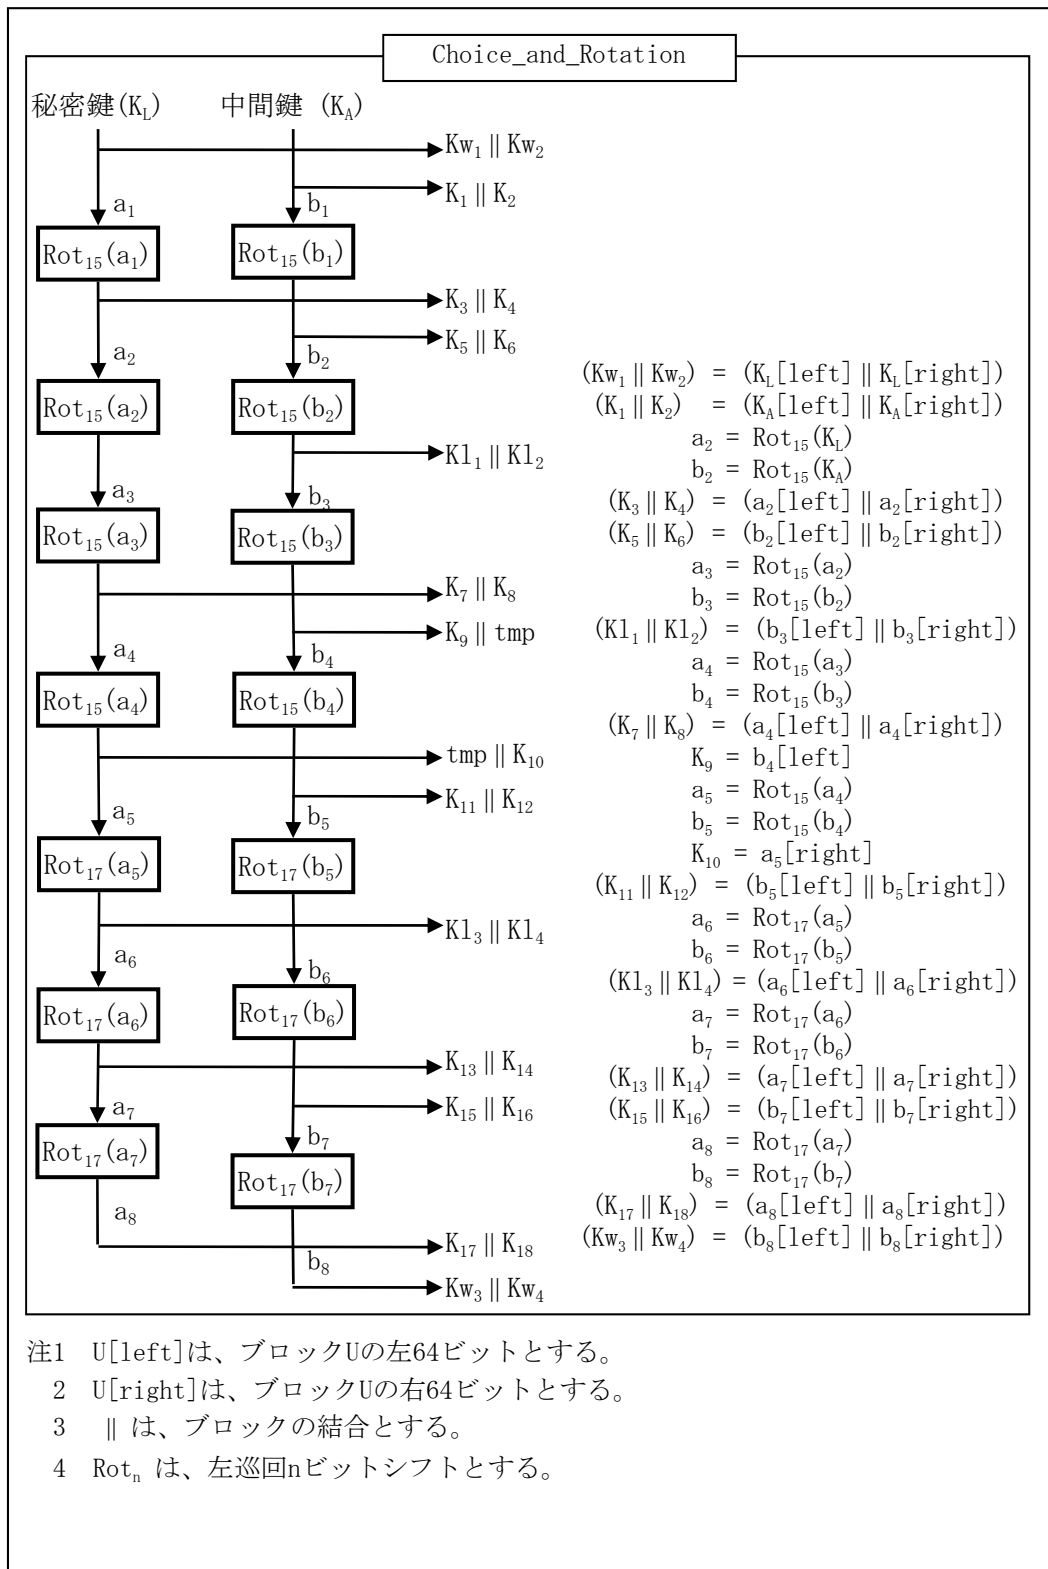 Choice_and_Rotation
秘密鍵(K_L) 中間鍵 (K_A)
Kw₁‖Kw₂
K₁‖K₂
a₁ b₁
Rot₁₅(a₁) Rot₁₅(b₁)
K₃‖K₄
K₅‖K₆
a₂ b₂
Rot₁₅(a₂) Rot₁₅(b₂)
Kl₁‖Kl₂
a₃ b₃
Rot₁₅(a₃) Rot₁₅(b₃)
K₇‖K₈
K₉‖tmp
a₄ b₄
Rot₁₅(a₄) Rot₁₅(b₄)
tmp‖K₁₀
K₁₁‖K₁₂
a₅ b₅
Rot₁₇(a₅) Rot₁₇(b₅)
Kl₃‖Kl₄
a₆ b₆
Rot₁₇(a₆) Rot₁₇(b₆)
K₁₃‖K₁₄
K₁₅‖K₁₆
a₇ b₇
Rot₁₇(a₇) Rot₁₇(b₇)
a₈
K₁₇‖K₁₈
b₈
Kw₃‖Kw₄
(Kw₁‖Kw₂) = (K_L[left]‖K_L[right])
(K₁‖K₂) = (K_A[left]‖K_A[right])
a₂ = Rot₁₅(K_L)
b₂ = Rot₁₅(K_A)
(K₃‖K₄) = (a₂[left]‖a₂[right])
(K₅‖K₆) = (b₂[left]‖b₂[right])
a₃ = Rot₁₅(a₂)
b₃ = Rot₁₅(b₂)
(Kl₁‖Kl₂) = (b₃[left]‖b₃[right])
a₄ = Rot₁₅(a₃)
b₄ = Rot₁₅(b₃)
(K₇‖K₈) = (a₄[left]‖a₄[right])
K₉ = b₄[left]
a₅ = Rot₁₅(a₄)
b₅ = Rot₁₅(b₄)
K₁₀ = a₅[right]
(K₁₁‖K₁₂) = (b₅[left]‖b₅[right])
a₆ = Rot₁₇(a₅)
b₆ = Rot₁₇(b₅)
(Kl₃‖Kl₄) = (a₆[left]‖a₆[right])
a₇ = Rot₁₇(a₆)
b₇ = Rot₁₇(b₆)
(K₁₃‖K₁₄) = (a₇[left]‖a₇[right])
(K₁₅‖K₁₆) = (b₇[left]‖b₇[right])
a₈ = Rot₁₇(a₇)
b₈ = Rot₁₇(b₇)
(K₁₇‖K₁₈) = (a₈[left]‖a₈[right])
(Kw₃‖Kw₄) = (b₈[left]‖b₈[right])
注1 U[left]は、ブロックUの左64ビットとする。
2 U[right]は、ブロックUの右64ビットとする。
3 ‖ は、ブロックの結合とする。
4 Rotₙ は、左巡回nビットシフトとする。